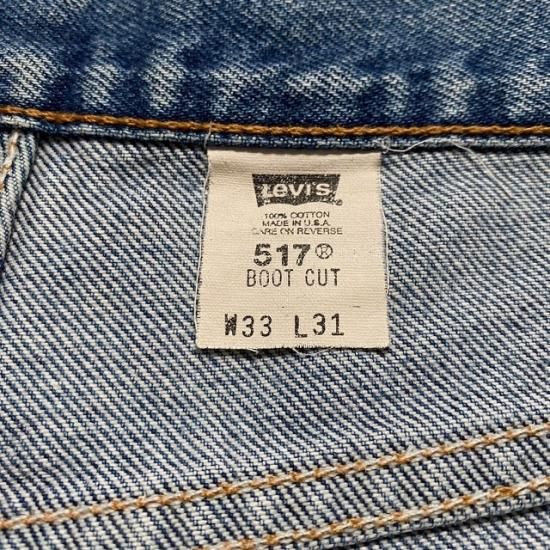 Levi's
100% COTTON
MADE IN U.S.A.
CARE ON REVERSE
517®
BOOT CUT
W33 L31